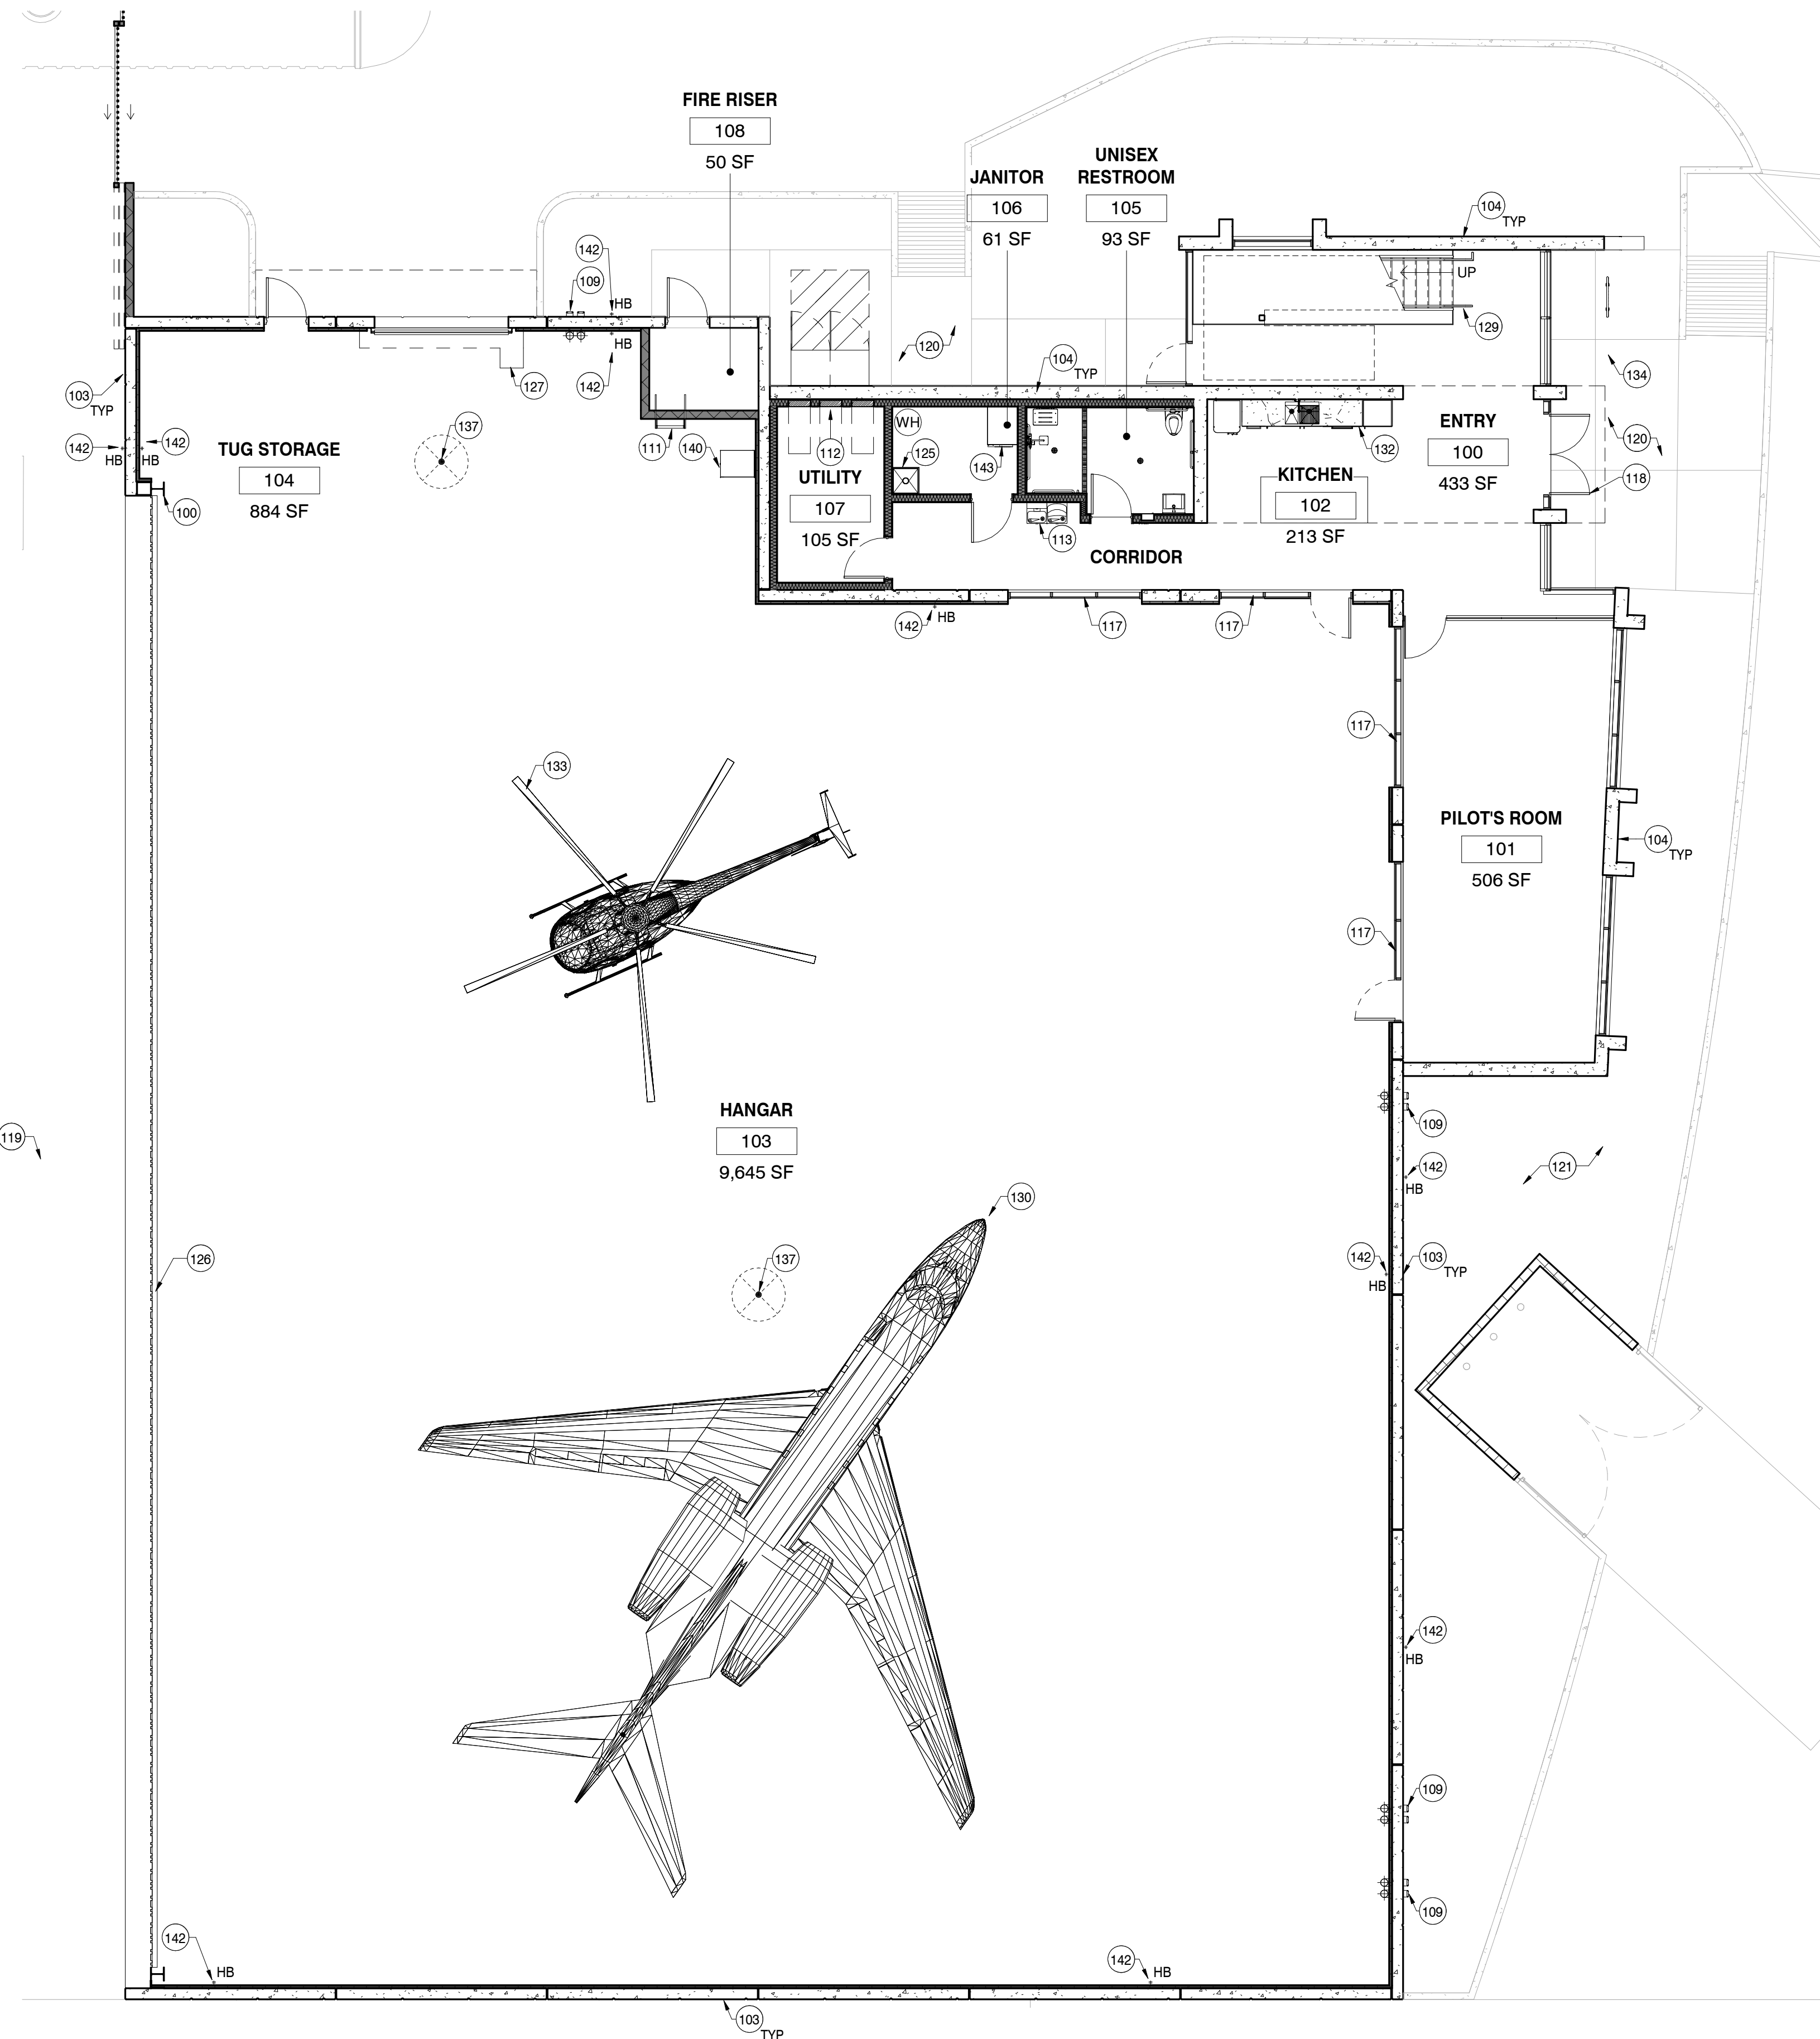 FIRE RISER
108
50 SF
JANITOR
106
61 SF
UNISEX
RESTROOM
105
93 SF
104
TYP
142
HB
109
HB
142
127
UP
129
120
104
TYP
134
103
TYP
142
HB
142
HB
100
TUG STORAGE
104
884 SF
137
111
140
112
UTILITY
107
105 SF
WH
125
143
113
CORRIDOR
KITCHEN
102
213 SF
132
ENTRY
100
433 SF
120
118
142
HB
117
117
117
133
PILOT'S ROOM
101
506 SF
104
TYP
117
HANGAR
103
9,645 SF
109
119
142
HB
121
130
126
137
142
HB
103
TYP
142
HB
109
109
142
HB
142
HB
103
TYP